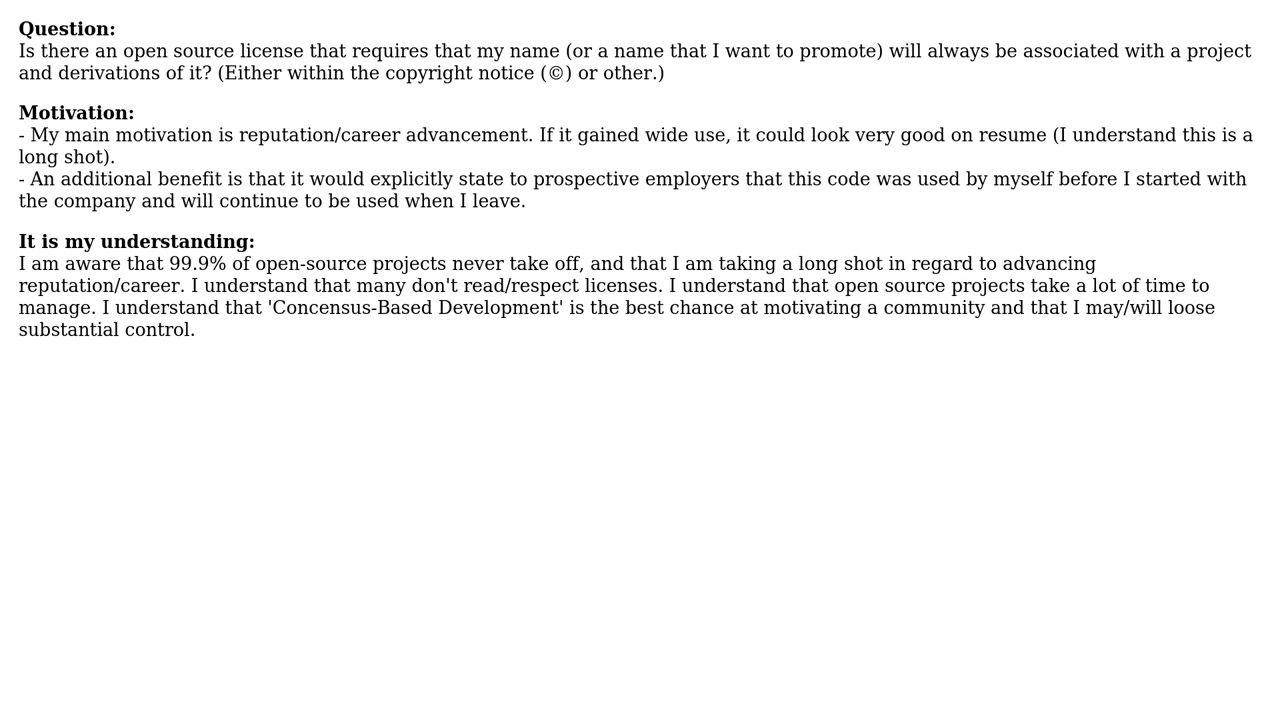 Question:
Is there an open source license that requires that my name (or a name that I want to promote) will always be associated with a project
and derivations of it? (Either within the copyright notice (©) or other.)
Motivation:
- My main motivation is reputation/career advancement. If it gained wide use, it could look very good on resume (I understand this is a
long shot).
- An additional benefit is that it would explicitly state to prospective employers that this code was used by myself before I started with
the company and will continue to be used when I leave.
It is my understanding:
I am aware that 99.9% of open-source projects never take off, and that I am taking a long shot in regard to advancing
reputation/career. I understand that many don't read/respect licenses. I understand that open source projects take a lot of time to
manage. I understand that 'Concensus-Based Development' is the best chance at motivating a community and that I may/will loose
substantial control.